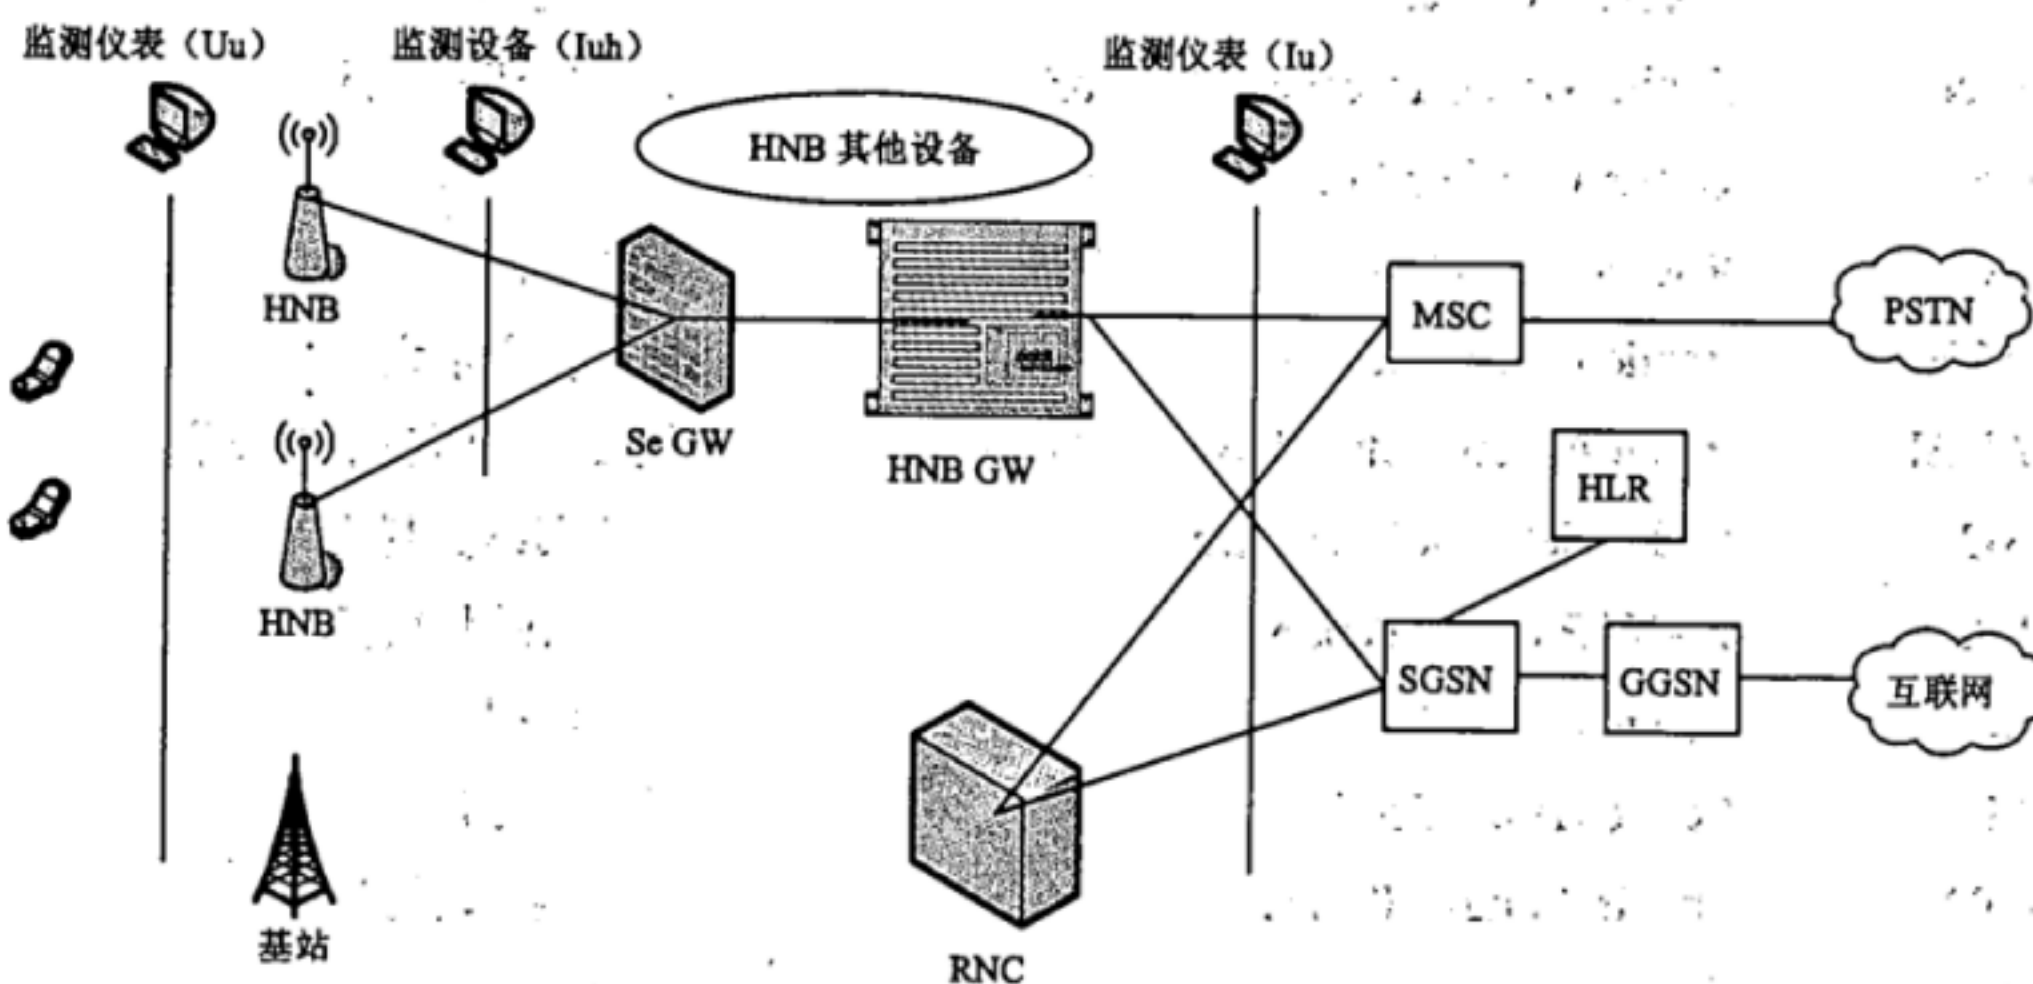 监测仪表（Uu）
监测设备（Iuh）
监测仪表（Iu）
HNB 其他设备
HNB
MSC
PSTN
Se GW
HNB GW
HLR
HNB
SGSN
GGSN
互联网
基站
RNC